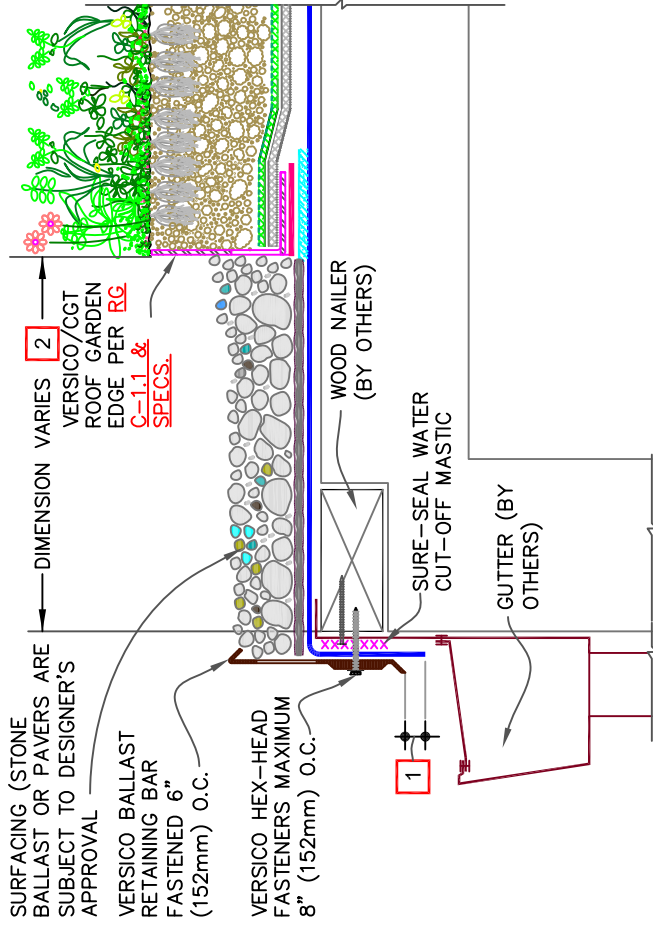 SURFACING (STONE
BALLAST OR PAVERS ARE
SUBJECT TO DESIGNER'S
APPROVAL
VERSICO BALLAST
RETAINING BAR
FASTENED 6"
(152mm) O.C.
VERSICO HEX-HEAD
FASTENERS MAXIMUM
8" (152mm) O.C.
1
DIMENSION VARIES 2
VERSICO/CGT
ROOF GARDEN
EDGE PER RG
C-1.1 &
SPECS.
WOOD NAILER
(BY OTHERS)
SURE-SEAL WATER
CUT-OFF MASTIC
GUTTER (BY
OTHERS)